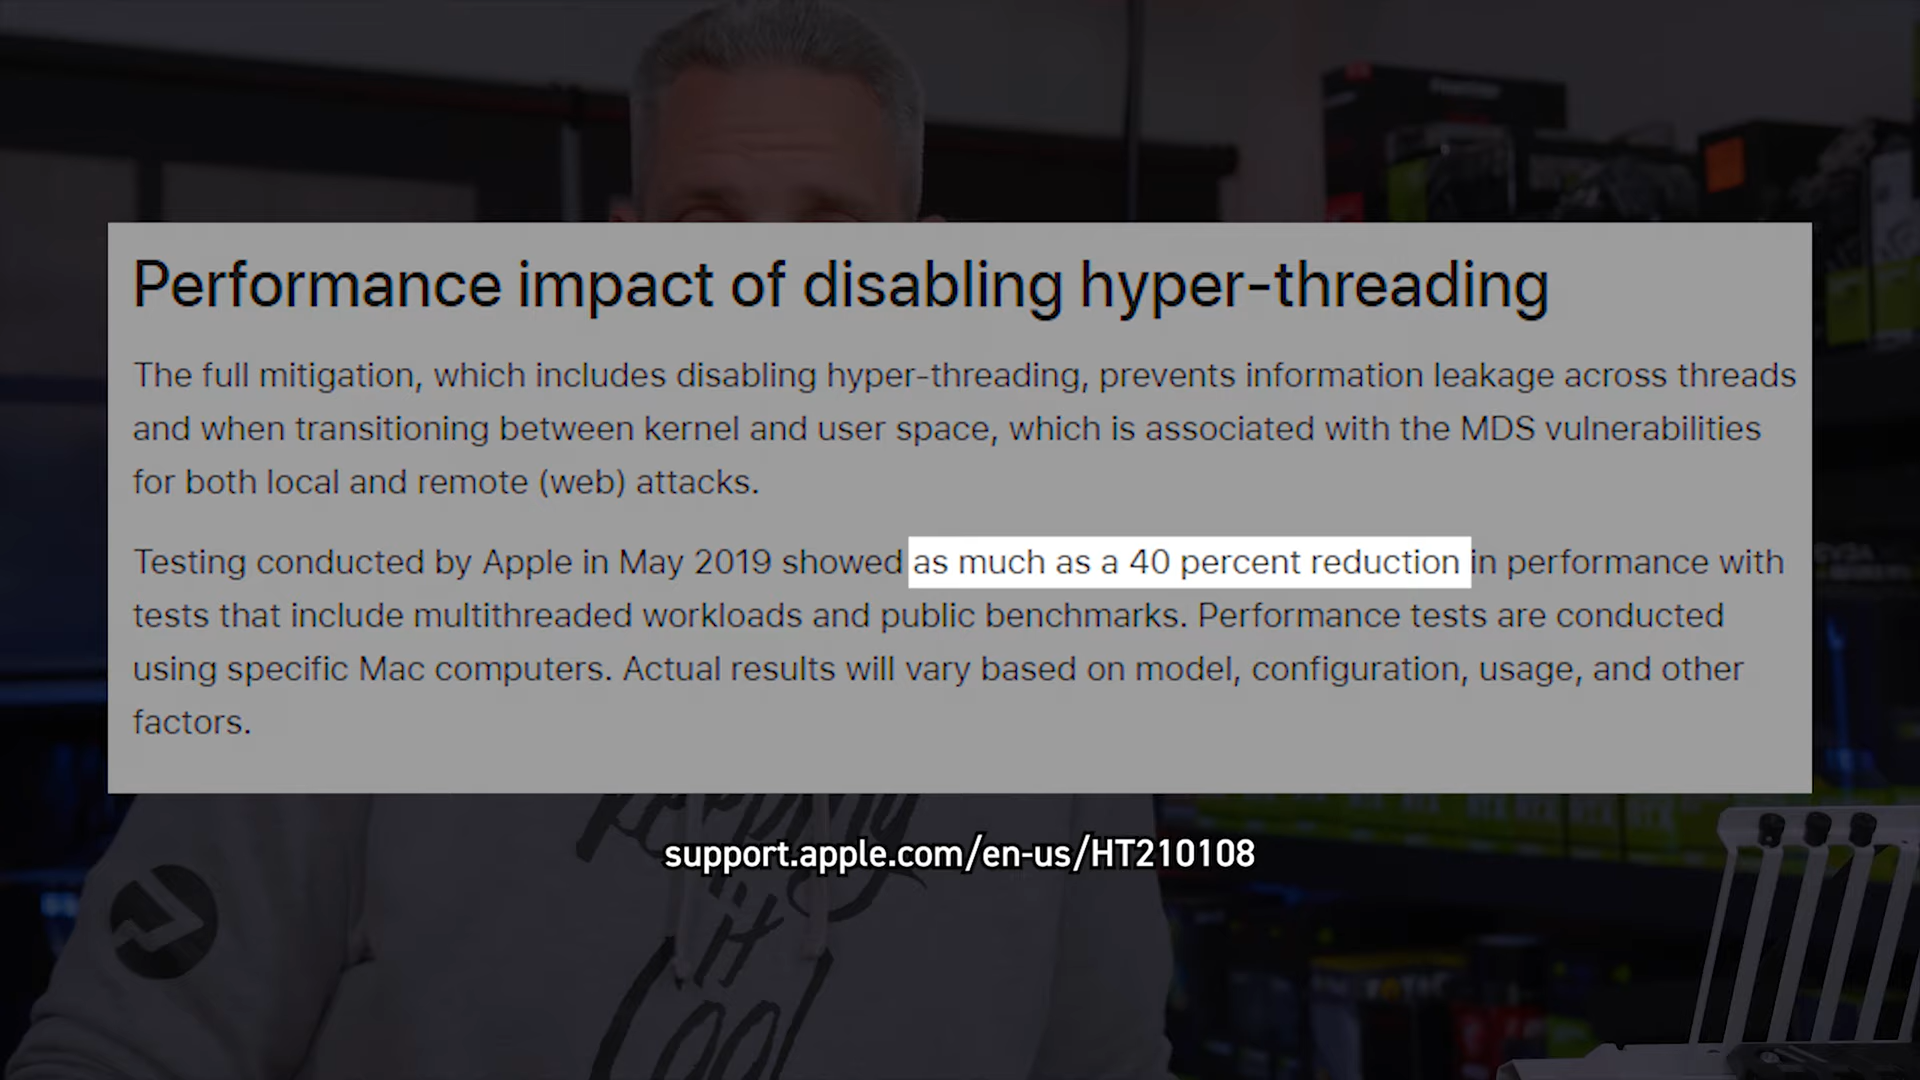 Performance impact of disabling hyper-threading
The full mitigation, which includes disabling hyper-threading, prevents information leakage across threads
and when transitioning between kernel and user space, which is associated with the MDS vulnerabilities
for both local and remote (web) attacks.
Testing conducted by Apple in May 2019 showed as much as a 40 percent reduction in performance with
tests that include multithreaded workloads and public benchmarks. Performance tests are conducted
using specific Mac computers. Actual results will vary based on model, configuration, usage, and other
factors.
keeping
support.apple.com/en-us/HT210108
it
Cool